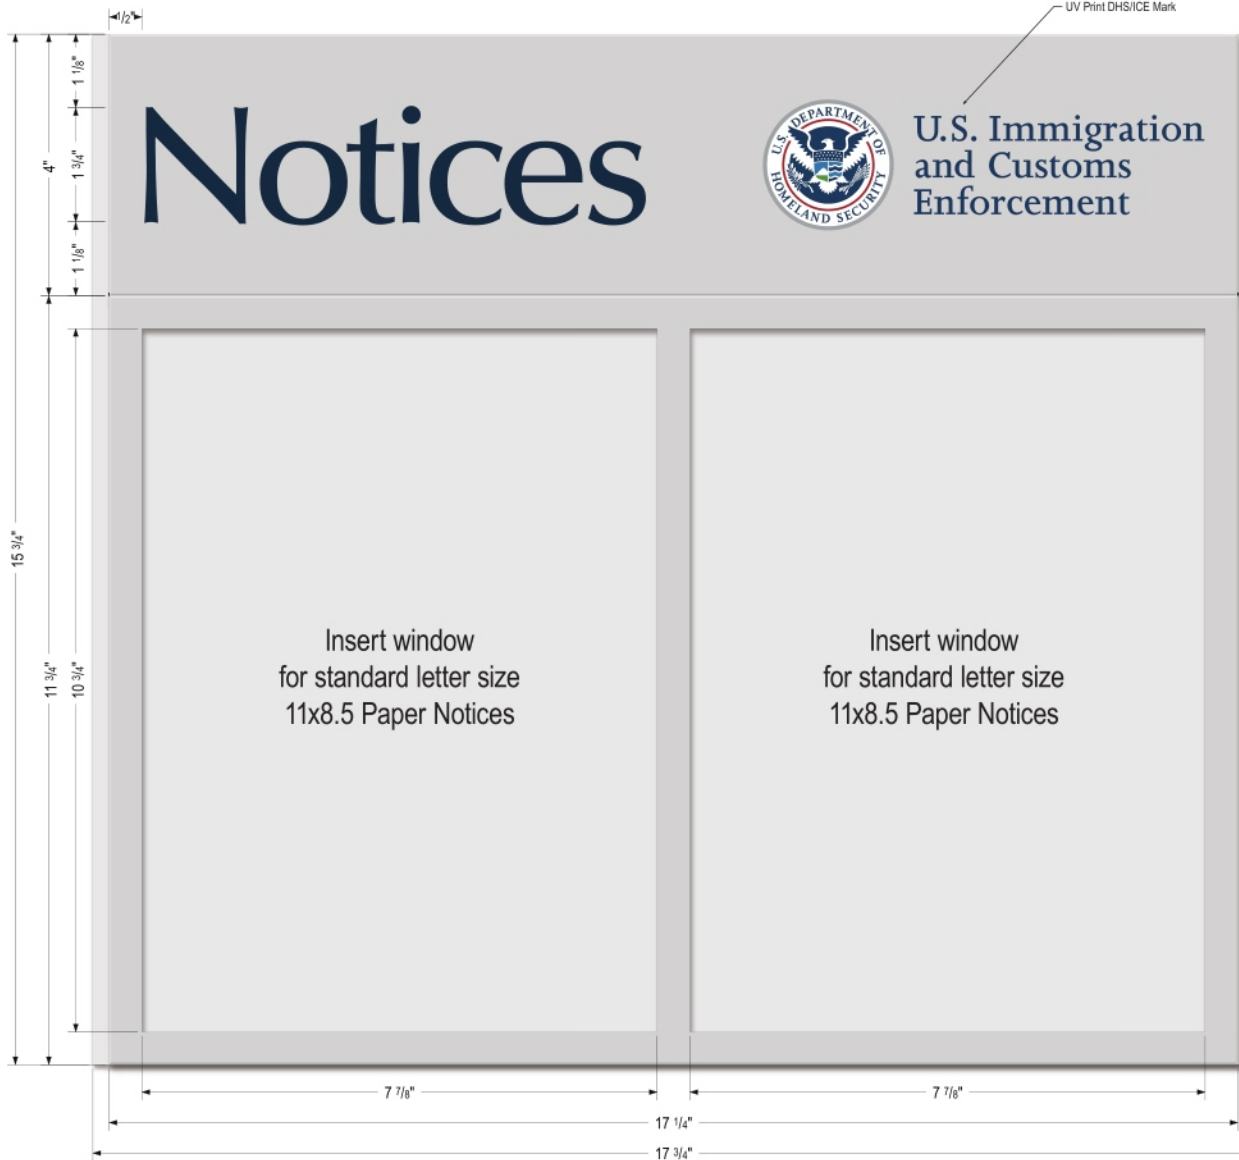 1/2"
UV Print DHS/ICE Mark
1 1/8"
4"
1 3/4"
1 1/8"
Notices
U.S. DEPARTMENT OF
HOMELAND SECURITY
U.S. Immigration
and Customs
Enforcement
15 3/4"
11 3/4"
10 3/4"
Insert window
for standard letter size
11x8.5 Paper Notices
Insert window
for standard letter size
11x8.5 Paper Notices
7 7/8"
7 7/8"
17 1/4"
17 3/4"